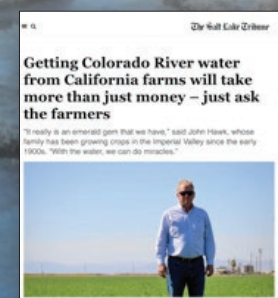 The Salt Lake Tribune
Getting Colorado River water
from California farms will take
more than just money – just ask
the farmers
"It really is an emerald gem that we have," said John Hawk, whose
family has been growing crops in the Imperial Valley since the early
1900s. "With the water, we can do miracles."